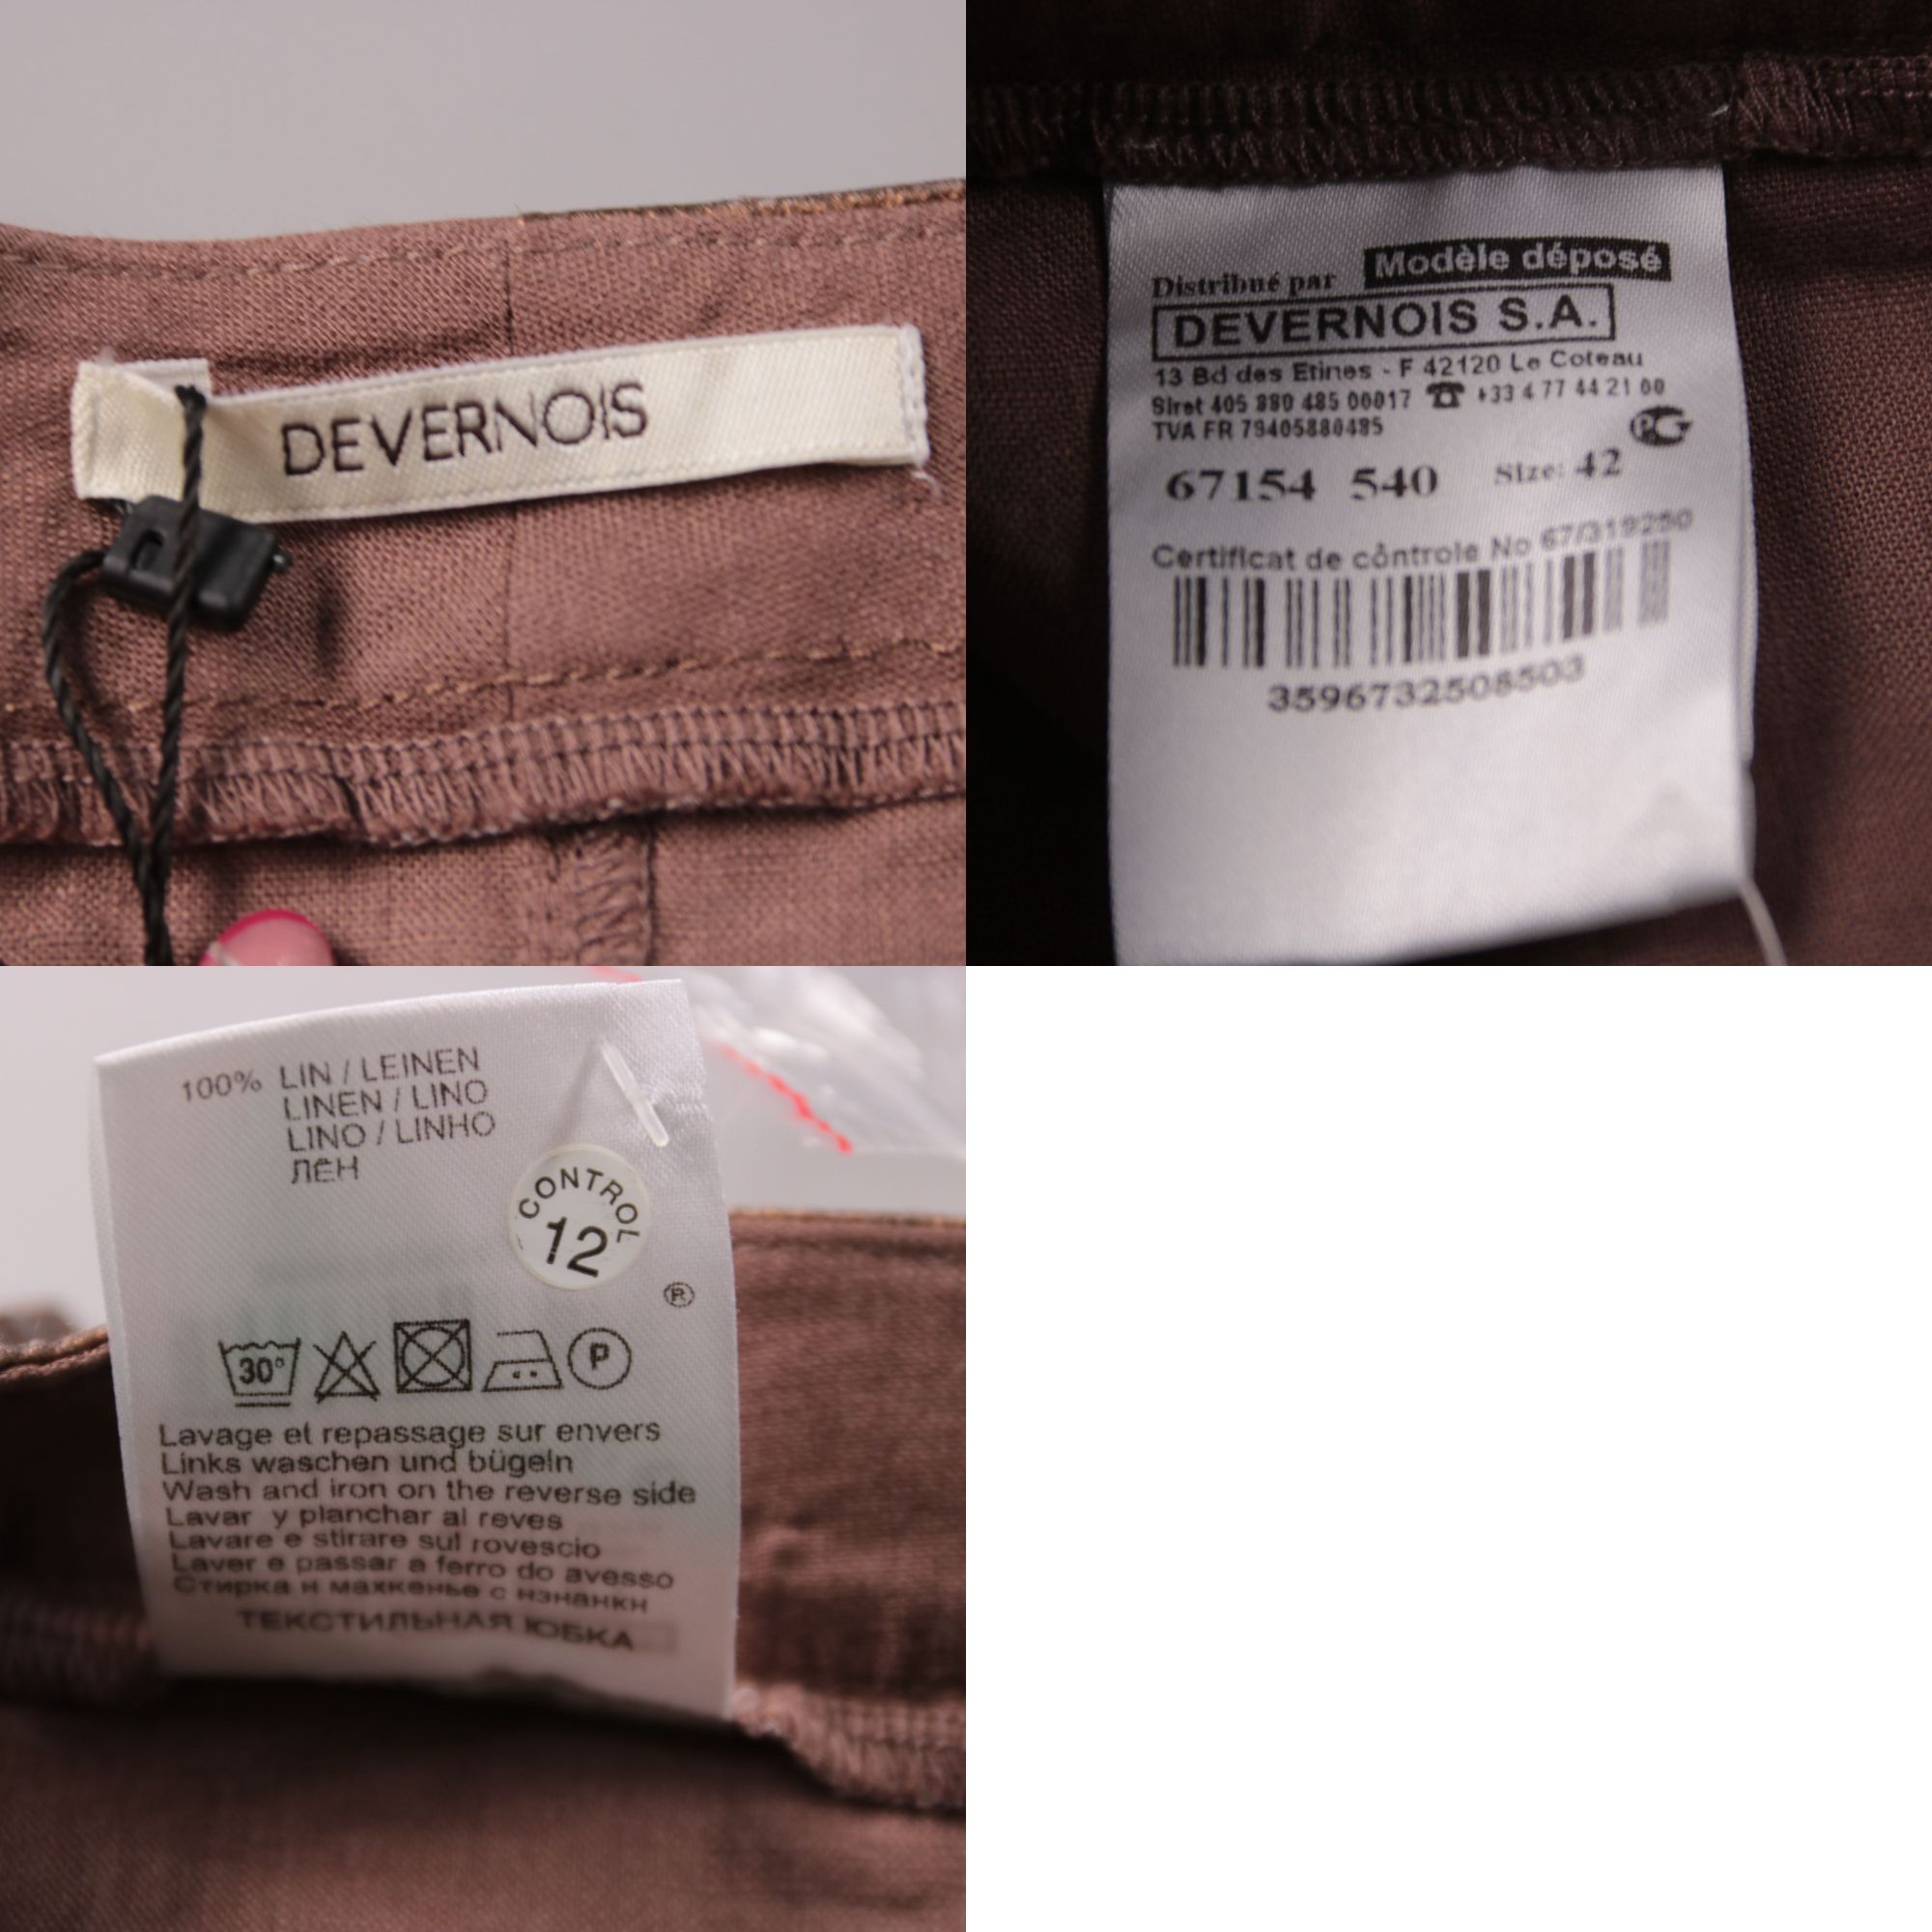 DEVERNOIS
Distribué par Modèle déposé
DEVERNOIS S.A.
13 Bd des Etines - F 42120 Le Coteau
Siret 405 880 485 00017 ☎ +33 4 77 44 21 00
TVA FR 79405880485
67154 540 Size: 42
Certificat de côntrole No 67/319250
3596732508503
100% LIN / LEINEN
LINEN / LINO
LINO / LINHO
ЛЕН
CONTROL
12
®
30° P
Lavage et repassage sur envers
Links waschen und bügeln
Wash and iron on the reverse side
Lavar y planchar al reves
Lavare e stirare sul rovescio
Laver e passar a ferro do avesso
Стирка н махкенье с нзнанкн
ТЕКСТИЛЬНАЯ ЮБКА